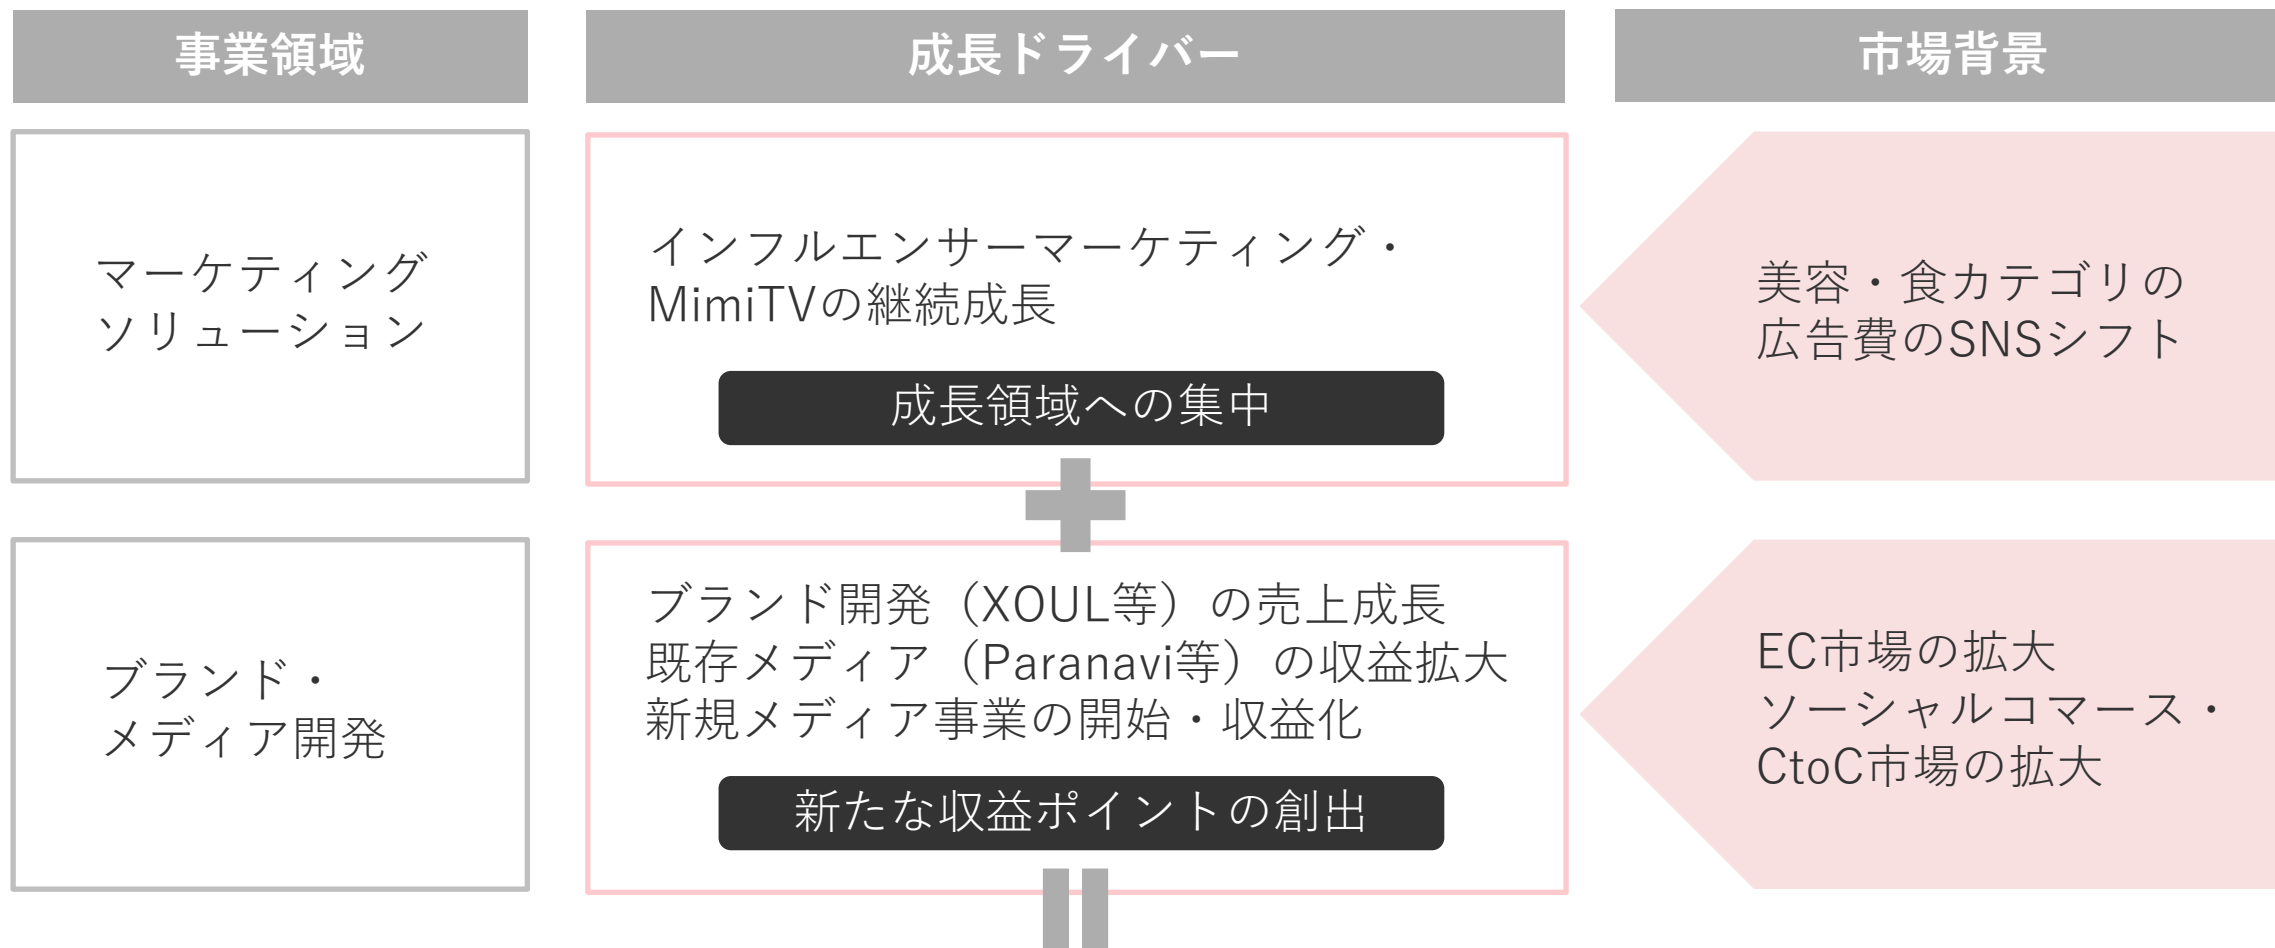 事業領域
成長ドライバー
市場背景
マーケティング
ソリューション
インフルエンサーマーケティング・
MimiTVの継続成長
成長領域への集中
美容・食カテゴリの
広告費のSNSシフト
ブランド・
メディア開発
ブランド開発（XOUL等）の売上成長
既存メディア（Paranavi等）の収益拡大
新規メディア事業の開始・収益化
新たな収益ポイントの創出
EC市場の拡大
ソーシャルコマース・
CtoC市場の拡大